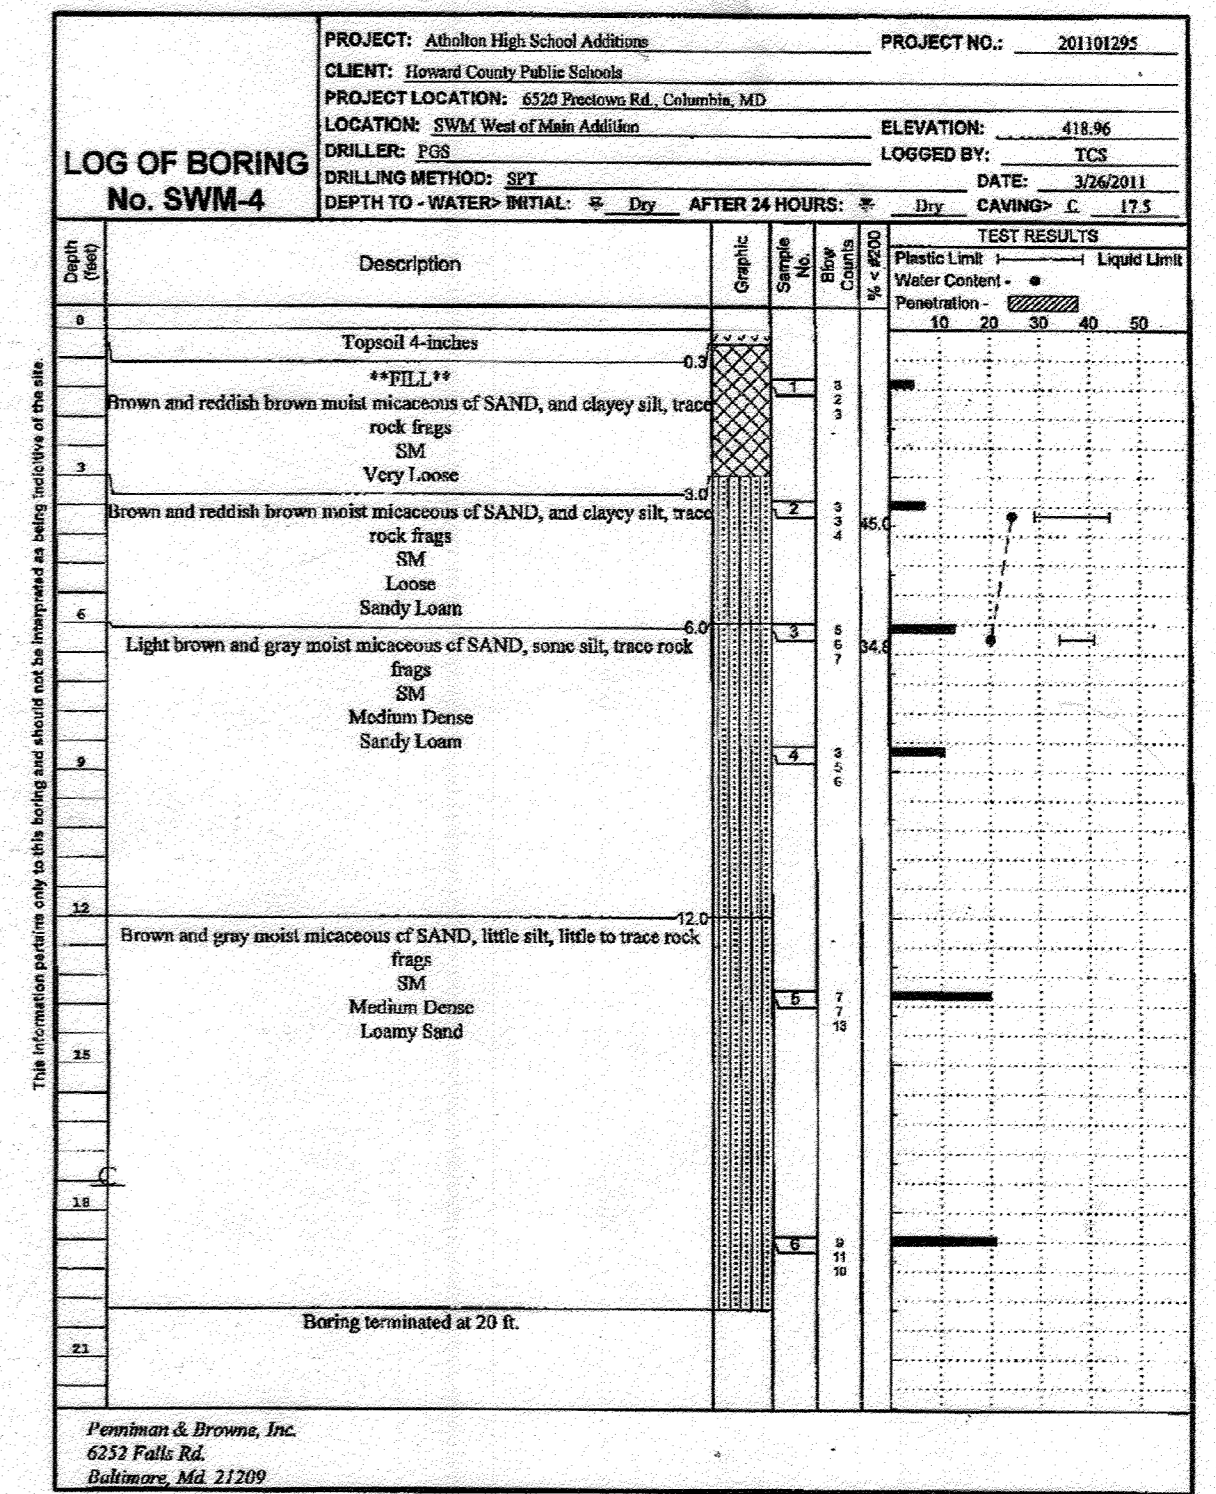 LOG OF BORING
No. SWM-4
PROJECT: Atholton High School Additions PROJECT NO.: 201101295
CLIENT: Howard County Public Schools
PROJECT LOCATION: 6520 Freetown Rd., Columbia, MD
LOCATION: SWM West of Main Addition ELEVATION: 418.96
DRILLER: PGS LOGGED BY: TCS
DRILLING METHOD: SPT DATE: 3/26/2011
DEPTH TO - WATER> INITIAL: Dry AFTER 24 HOURS: Dry CAVING> C 17.5
Depth (feet)
Description
Graphic
Sample No.
Blow Counts
% < #200
TEST RESULTS
Plastic Limit Liquid Limit
Water Content -
Penetration -
10 20 30 40 50
0
Topsoil 4-inches
0.3
**FILL**
Brown and reddish brown moist micaceous cf SAND, and clayey silt, trace
rock frags
SM
Very Loose
1
3
2
3
3
3.0
Brown and reddish brown moist micaceous cf SAND, and clayey silt, trace
rock frags
SM
Loose
Sandy Loam
2
3
3
4
45.0
6
6.0
Light brown and gray moist micaceous cf SAND, some silt, trace rock
frags
SM
Medium Dense
Sandy Loam
3
5
6
7
34.8
9
4
3
5
6
12
12.0
Brown and gray moist micaceous cf SAND, little silt, little to trace rock
frags
SM
Medium Dense
Loamy Sand
5
7
7
13
15
C
18
6
9
11
10
Boring terminated at 20 ft.
21
This information pertains only to this boring and should not be interpreted as being indicitive of the site.
Penniman & Browne, Inc.
6252 Falls Rd.
Baltimore, Md. 21209